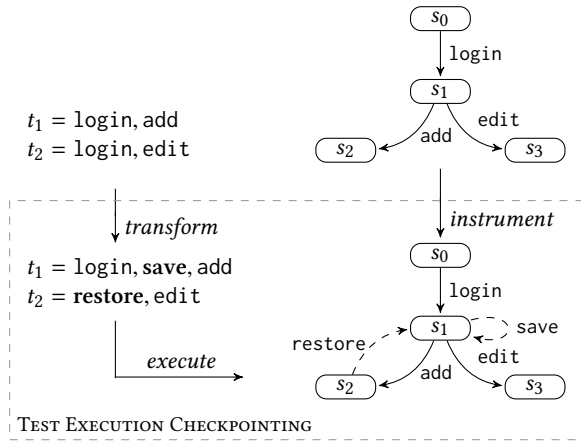 s0
login
s1
t1 = login, add
t2 = login, edit
add
edit
s2
s3
transform
instrument
s0
t1 = login, save, add
t2 = restore, edit
login
s1
save
restore
edit
execute
add
s2
s3
TEST EXECUTION CHECKPOINTING